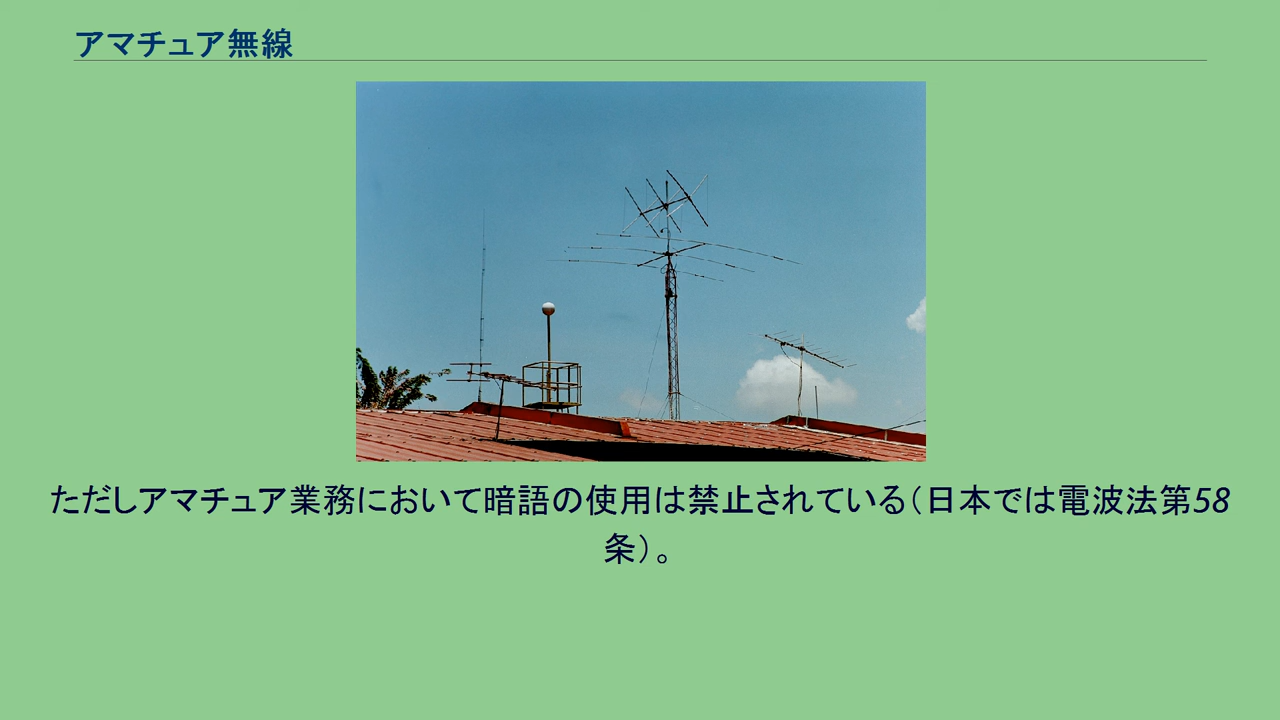 アマチュア無線
ただしアマチュア業務において暗語の使用は禁止されている（日本では電波法第58
条）。